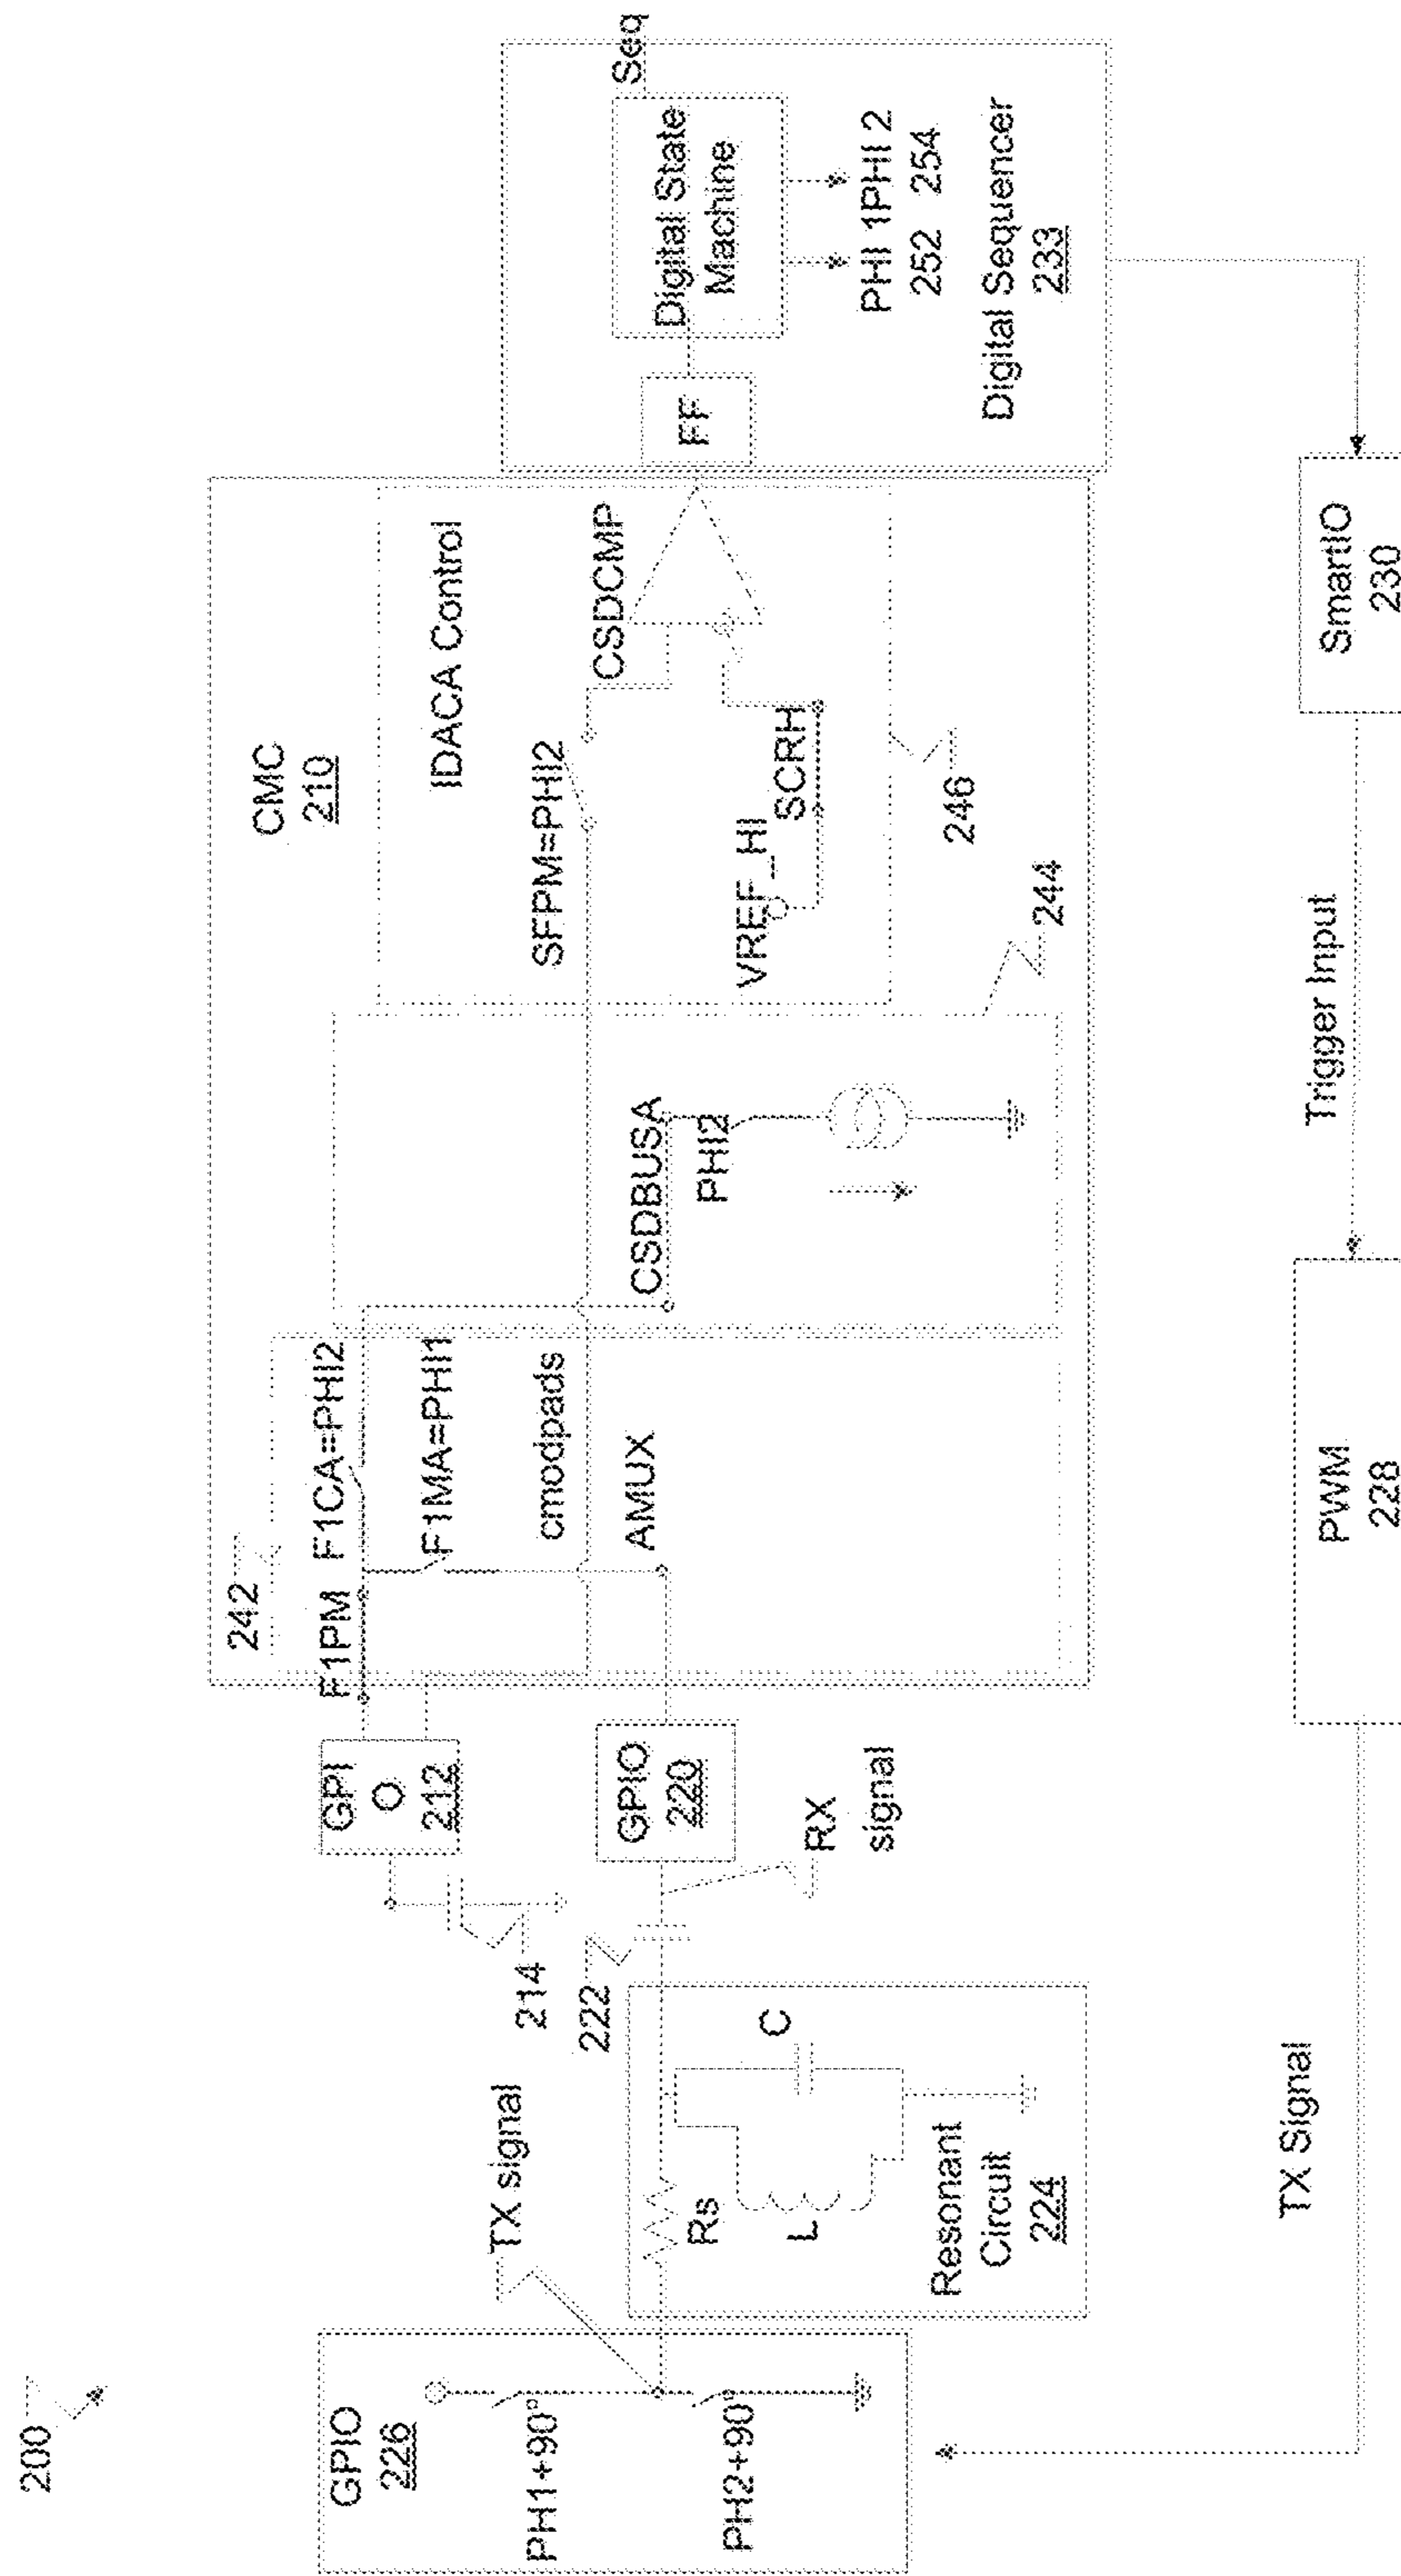 200
GPIO
226
PH1+90°
PH2+90°
TX signal
Rs
L
C
Resonant
Circuit
224
222
214
RX
signal
GPI
O
212
GPIO
220
CMC
210
242
F1PM
F1CA=PHI2
F1MA=PHI1
cmodpads
AMUX
CSDBUSA
PHI2
244
IDACA Control
SFPM=PHI2
CSDCMP
VREF_HI
SCRH
246
FF
Digital State
Machine
Seq
PHI 1PHI 2
252 254
Digital Sequencer
233
TX Signal
PWM
228
Trigger Input
SmartIO
230